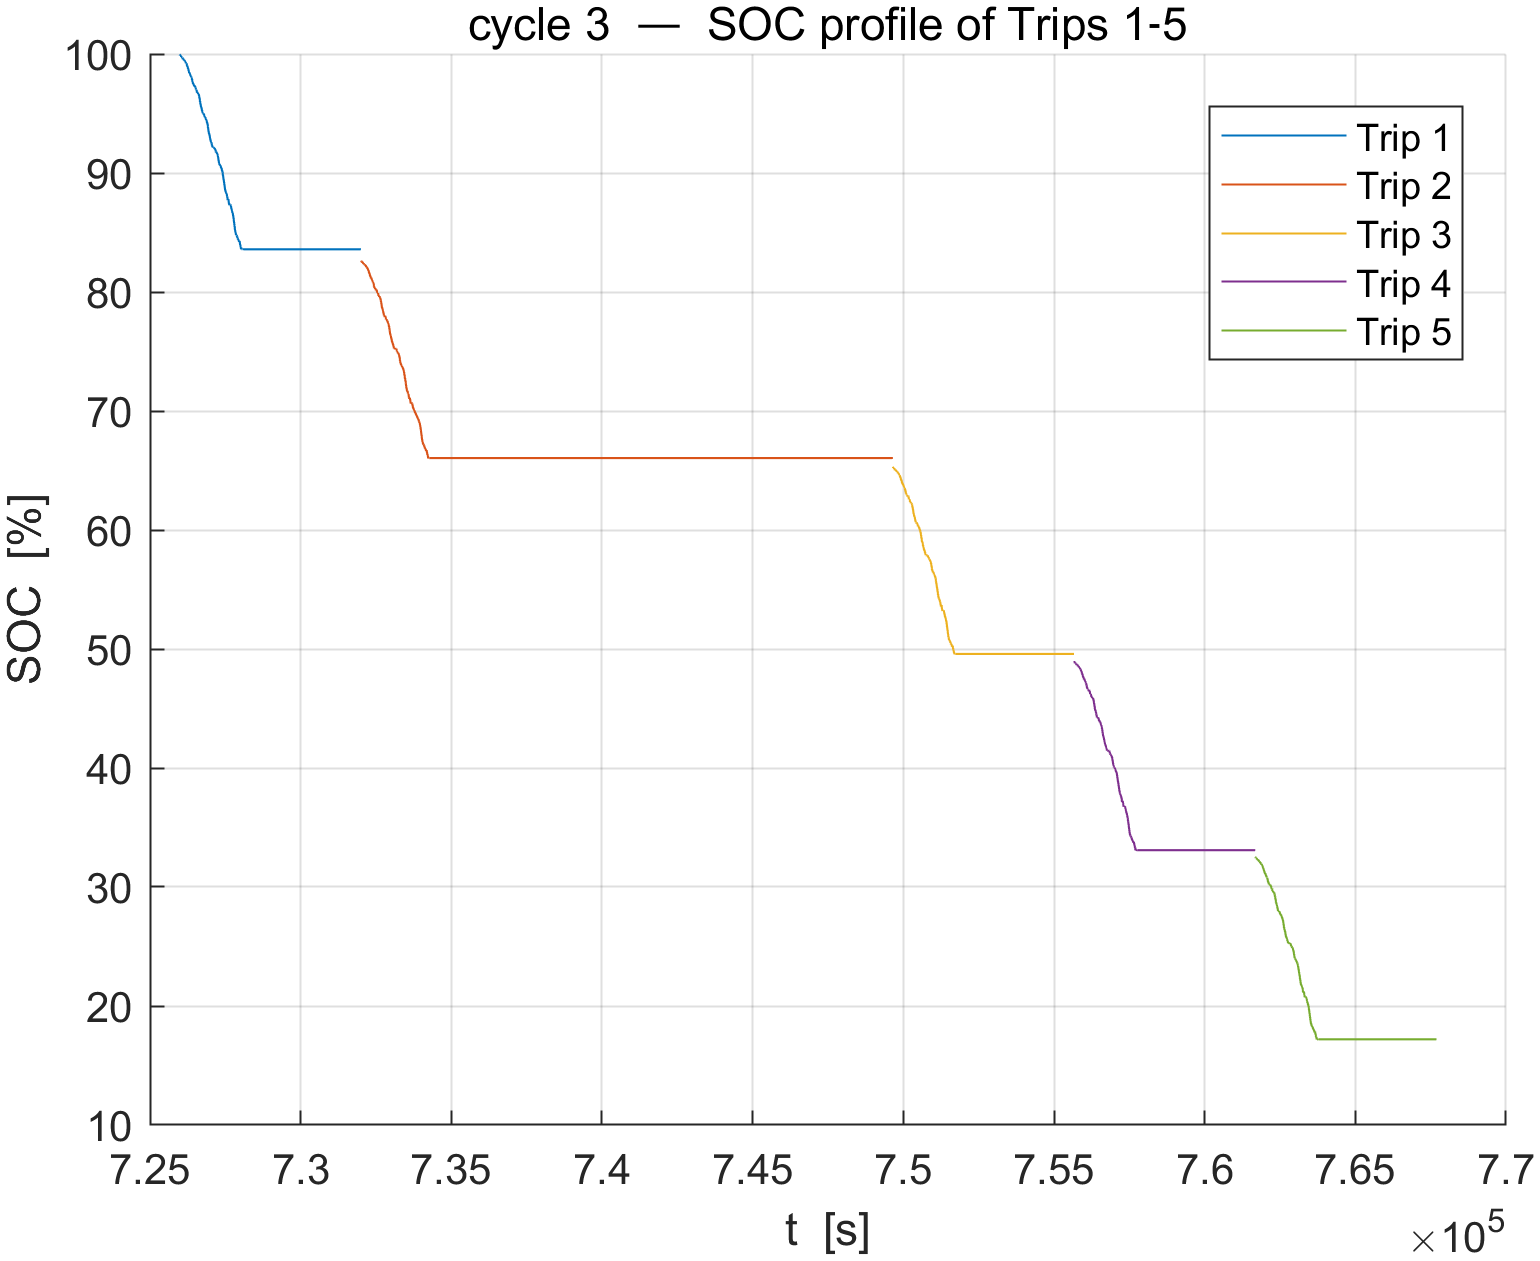 cycle 3 — SOC profile of Trips 1-5
100
90
80
70
60
50
40
30
20
10
SOC [%]
Trip 1
Trip 2
Trip 3
Trip 4
Trip 5
7.25 7.3 7.35 7.4 7.45 7.5 7.55 7.6 7.65 7.7
t [s]
×10⁵